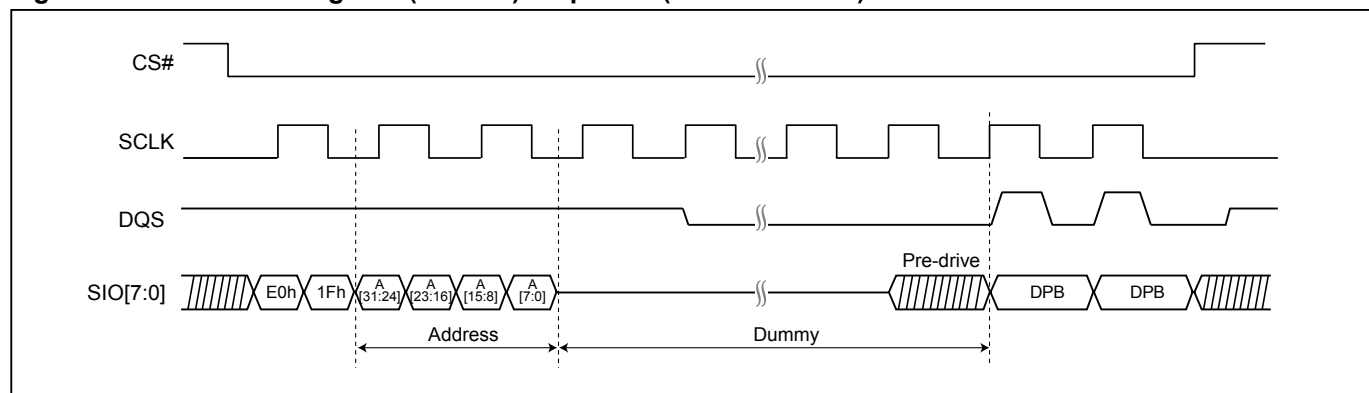 CS#
SCLK
DQS
Pre-drive
SIO[7:0]
E0h
1Fh
A
[31:24]
A
[23:16]
A
[15:8]
A
[7:0]
DPB
DPB
Address
Dummy